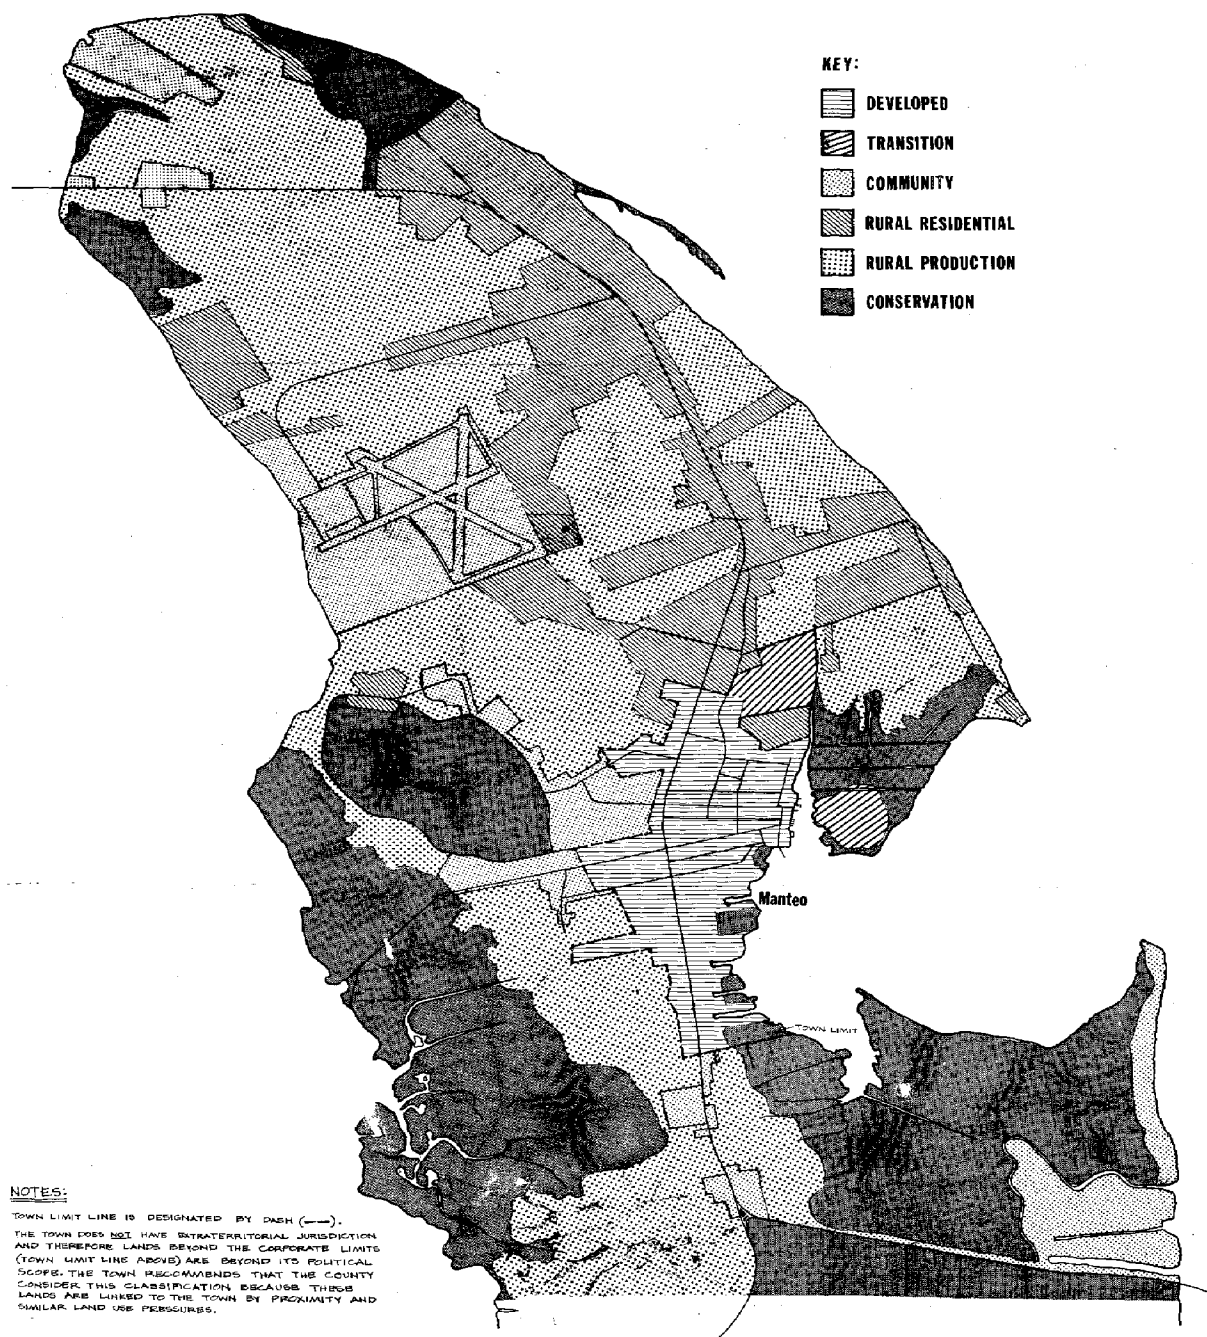 KEY:
DEVELOPED
TRANSITION
COMMUNITY
RURAL RESIDENTIAL
RURAL PRODUCTION
CONSERVATION
Manteo
TOWN LIMIT
NOTES:
TOWN LIMIT LINE IS DESIGNATED BY DASH (— —).
THE TOWN DOES NOT HAVE EXTRATERRITORIAL JURISDICTION
AND THEREFORE LANDS BEYOND THE CORPORATE LIMITS
(TOWN LIMIT LINE ABOVE) ARE BEYOND ITS POLITICAL
SCOPE. THE TOWN RECOMMENDS THAT THE COUNTY
CONSIDER THIS CLASSIFICATION BECAUSE THESE
LANDS ARE LINKED TO THE TOWN BY PROXIMITY AND
SIMILAR LAND USE PRESSURES.